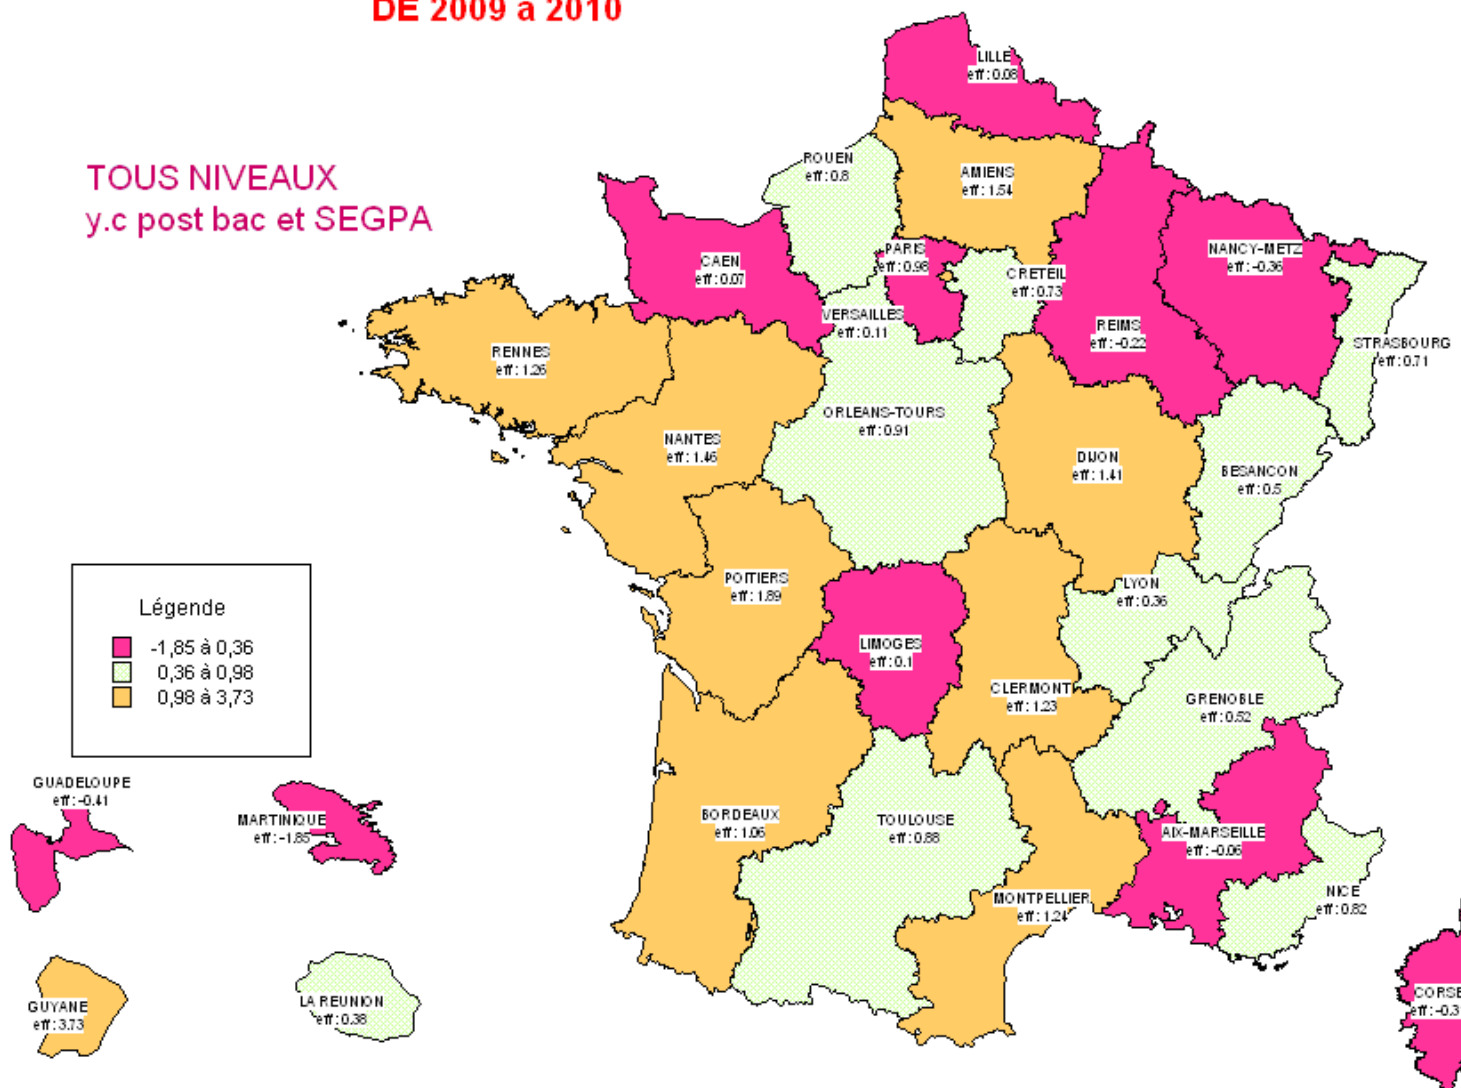 DE 2009 à 2010
TOUS NIVEAUX
y.c post bac et SEGPA
LILLE
eff: 0.08
ROUEN
eff: 0.8
AMIENS
eff: 1.54
CAEN
eff: 0.07
PARIS
eff: 0.98
CRETEIL
eff: 0.73
NANCY-METZ
eff: -0.36
VERSAILLES
eff: 0.11
REIMS
eff: -0.22
STRASBOURG
eff: 0.71
RENNES
eff: 1.26
ORLEANS-TOURS
eff: 0.91
NANTES
eff: 1.46
DIJON
eff: 1.41
BESANCON
eff: 0.5
POITIERS
eff: 1.89
LYON
eff: 0.36
LIMOGES
eff: 0.1
CLERMONT
eff: 1.23
GRENOBLE
eff: 0.52
Légende
-1,85 à 0,36
0,36 à 0,98
0,98 à 3,73
GUADELOUPE
eff: -0.41
MARTINIQUE
eff: -1.85
BORDEAUX
eff: 1.06
TOULOUSE
eff: 0.88
AIX-MARSEILLE
eff: -0.06
MONTPELLIER
eff: 1.24
NICE
eff: 0.82
GUYANE
eff: 3.73
LA REUNION
eff: 0.38
CORSE
eff: -0.3